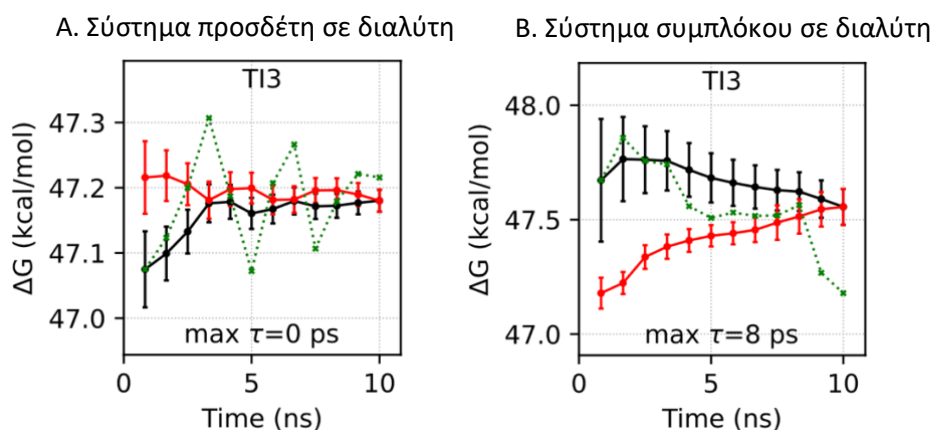 Α. Σύστημα προσδέτη σε διαλύτη
Β. Σύστημα συμπλόκου σε διαλύτη
TI3
ΔG (kcal/mol)
47.3
47.2
47.1
47.0
max τ=0 ps
0
5
10
Time (ns)
TI3
ΔG (kcal/mol)
48.0
47.5
47.0
max τ=8 ps
0
5
10
Time (ns)